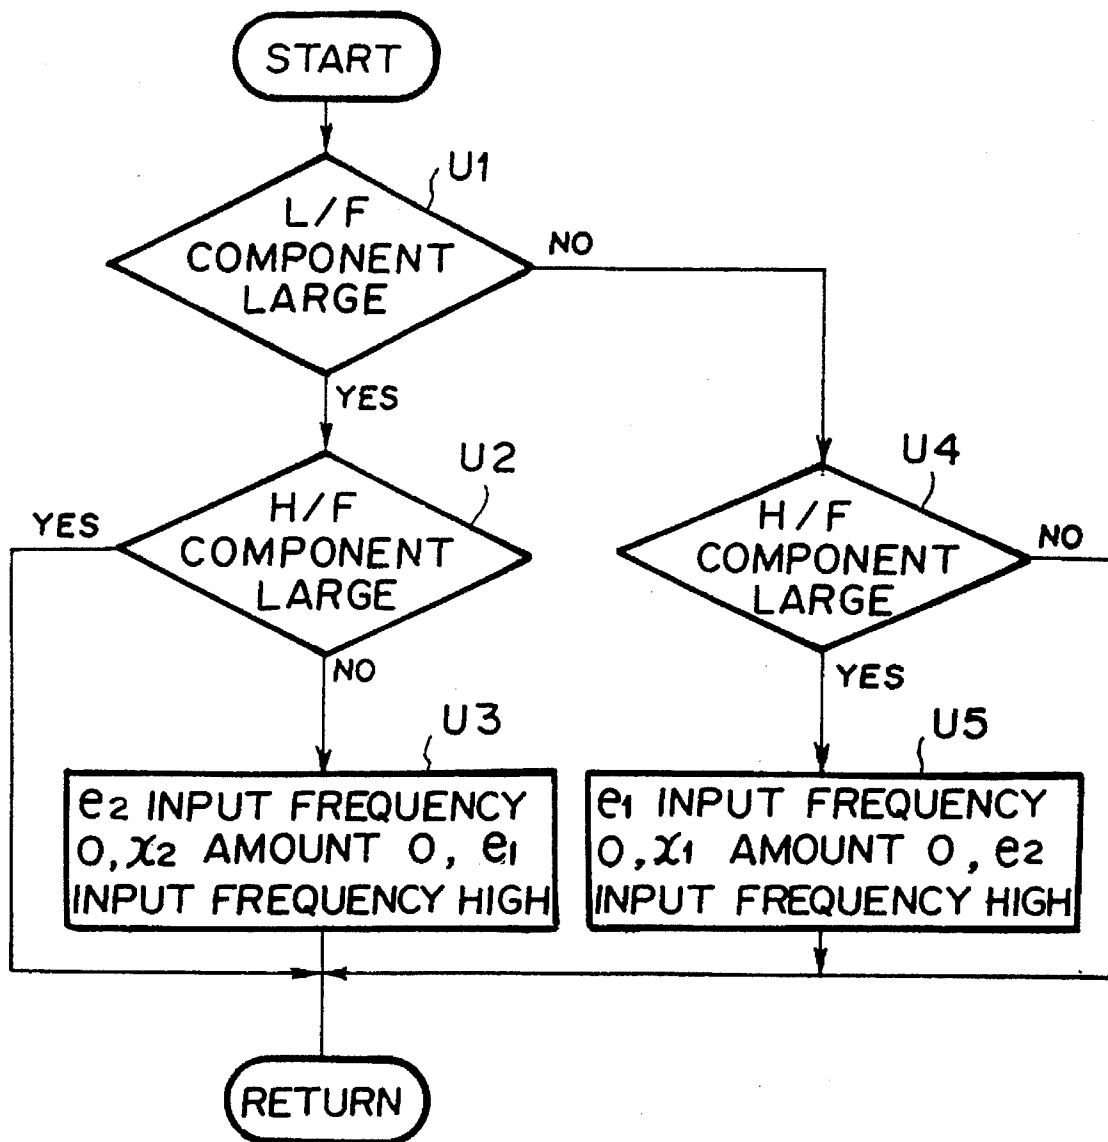 START
U1
L/F
COMPONENT
LARGE
NO
YES
U2
H/F
COMPONENT
LARGE
YES
NO
U4
H/F
COMPONENT
LARGE
NO
YES
U3
e2 INPUT FREQUENCY
0, x2 AMOUNT 0, e1
INPUT FREQUENCY HIGH
U5
e1 INPUT FREQUENCY
0, x1 AMOUNT 0, e2
INPUT FREQUENCY HIGH
RETURN